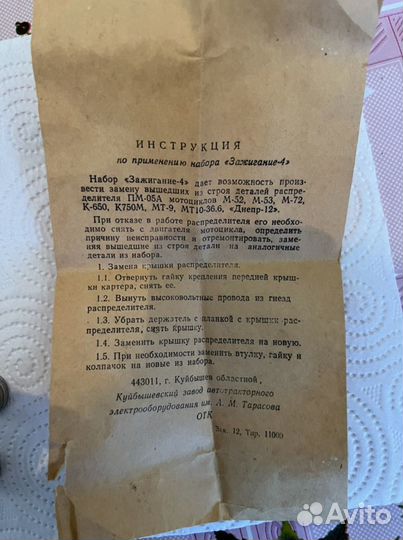 ИНСТРУКЦИЯ
по применению набора «Зажигание-4»
Набор «Зажигание-4» дает возможность произ-
вести замену вышедших из строя деталей распре-
делителя ПМ-05А мотоциклов М-52, М-53, М-72,
К-650, К750М, МТ-9, МТ10-36.6, «Днепр-12».
При отказе в работе распределителя его необхо-
димо снять с двигателя мотоцикла, определить
причину неисправности и отремонтировать, заме-
няя вышедшие из строя детали на аналогичные
детали из набора.
1. Замена крышки распределителя.
1.1. Отвернуть гайку крепления передней крыш-
ки картера, снять ее.
1.2. Вынуть высоковольтные провода из гнезд
распределителя.
1.3. Убрать держатель с планкой с крышки рас-
пределителя, снять крышку.
1.4. Заменить крышку распределителя на новую.
1.5. При необходимости заменить втулку, гайку и
колпачок на новые из набора.
443011, г. Куйбышев областной,
Куйбышевский завод автотракторного
электрооборудования им. А. М. Тарасова
ОТК
Зак. 12, Тир. 11000
Avito